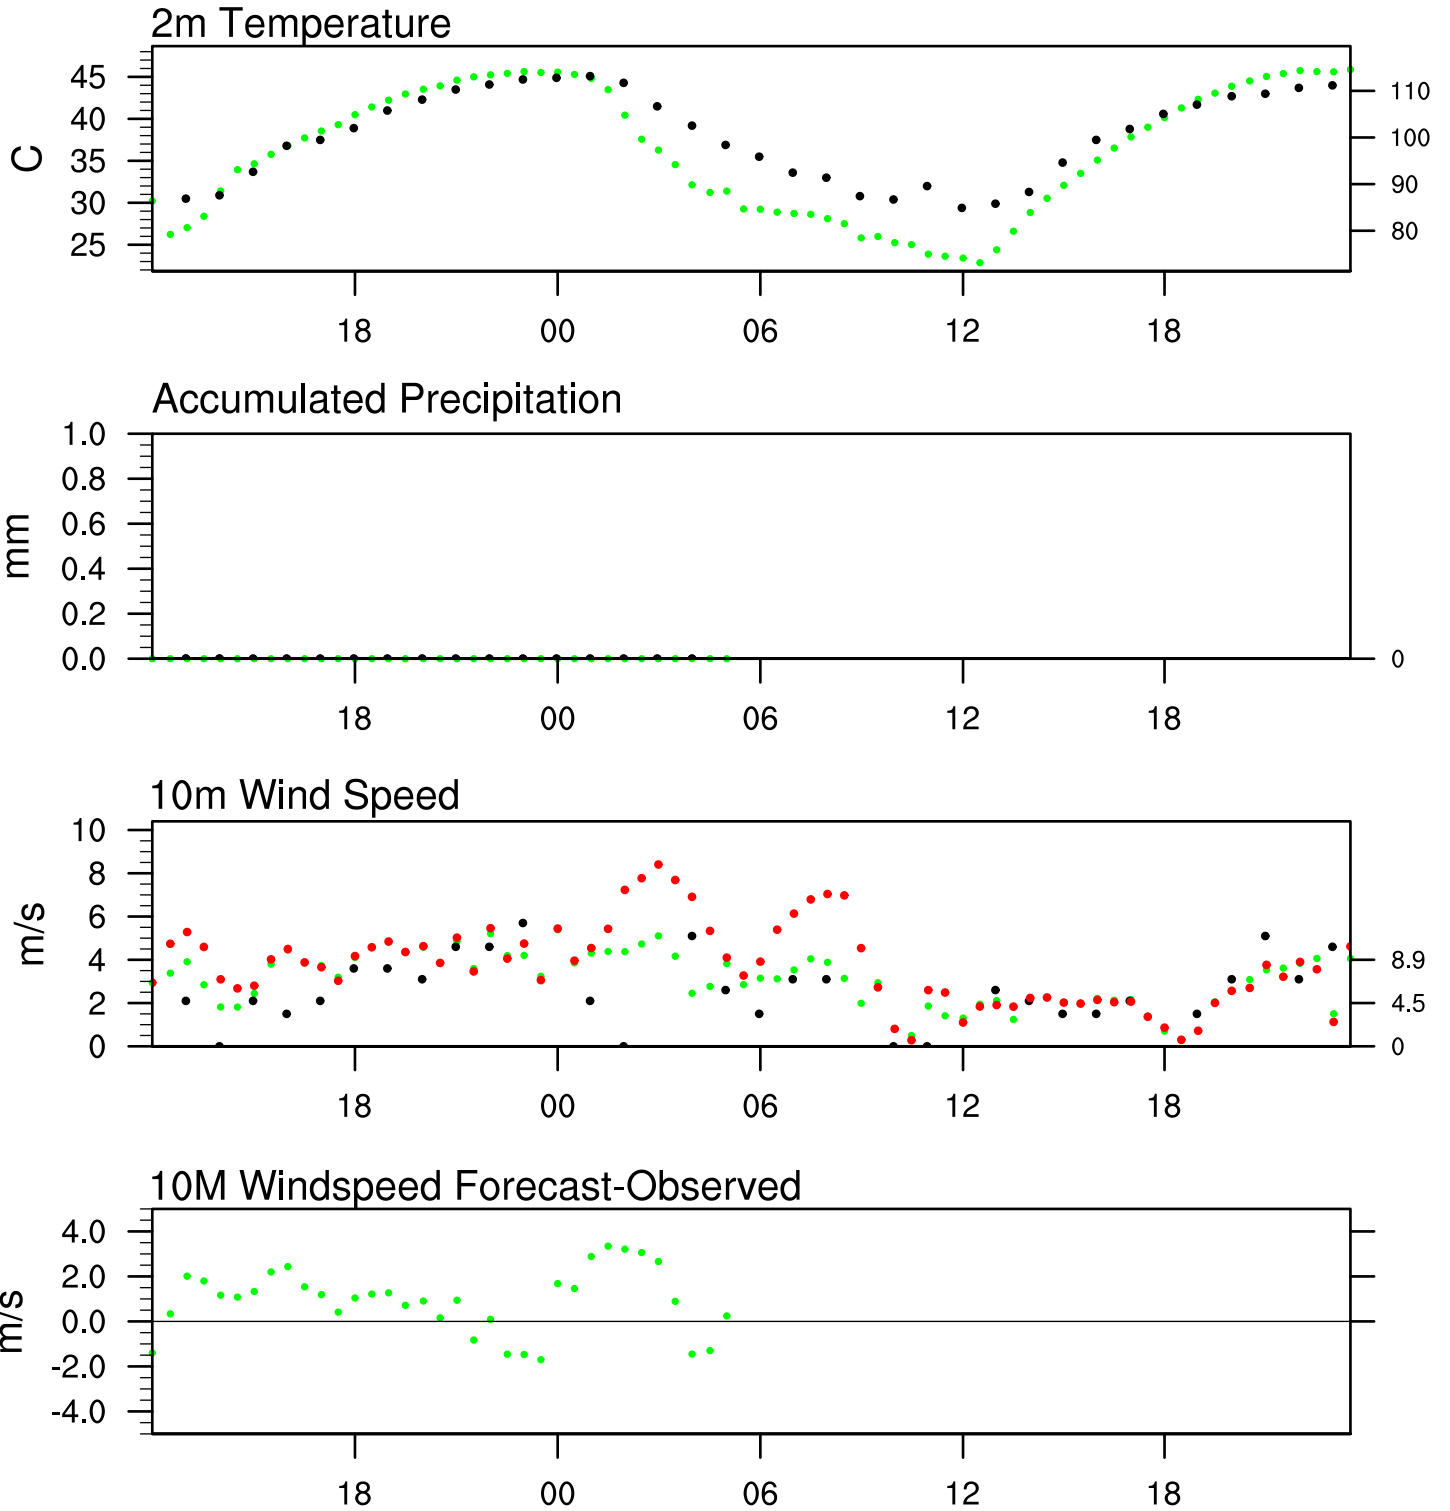 2m Temperature
45
40
35
30
25
C
110
100
90
80
18 00 06 12 18
Accumulated Precipitation
1.0
0.8
0.6
0.4
0.2
0.0
mm
0
18 00 06 12 18
10m Wind Speed
10
8
6
4
2
0
m/s
8.9
4.5
0
18 00 06 12 18
10M Windspeed Forecast-Observed
4.0
2.0
0.0
-2.0
-4.0
m/s
18 00 06 12 18